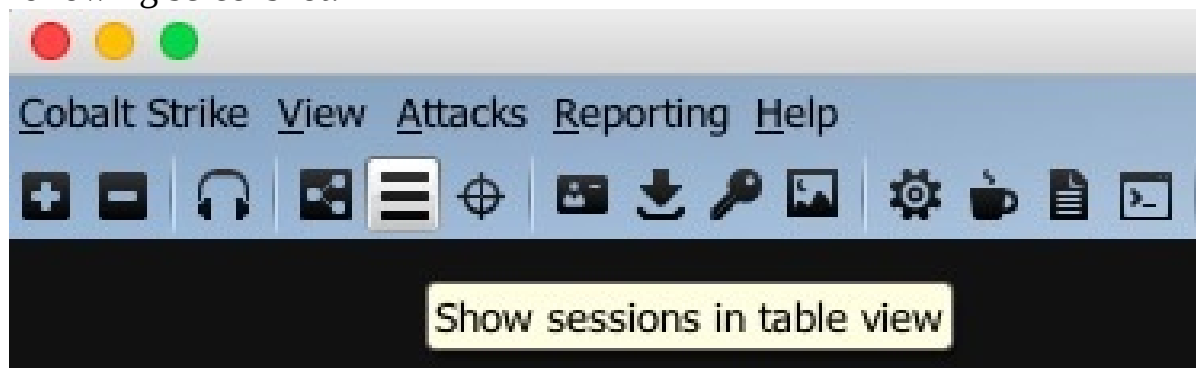 Cobalt Strike View Attacks Reporting Help
Show sessions in table view